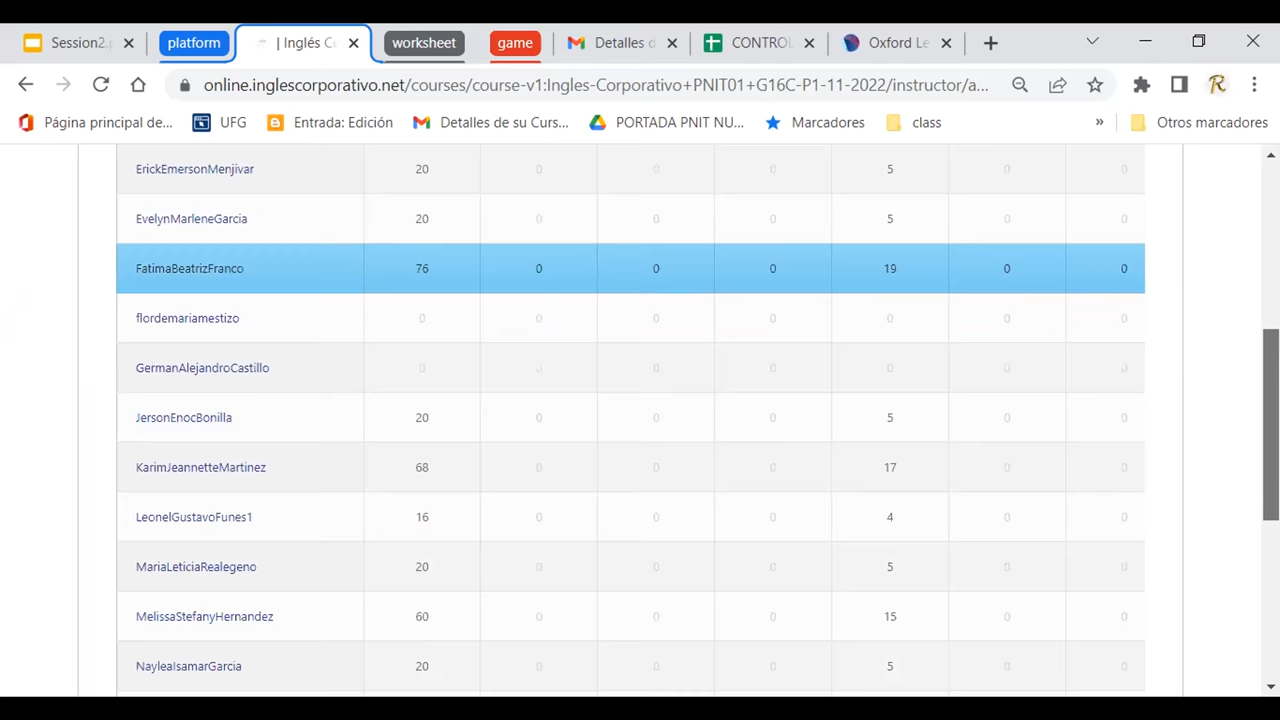 Session2.p platform | Inglés Co worksheet game Detalles d CONTROL Oxford Le
online.inglescorporativo.net/courses/course-v1:Ingles-Corporativo+PNIT01+G16C-P1-11-2022/instructor/a...
Página principal de... UFG Entrada: Edición Detalles de su Curs... PORTADA PNIT NU... Marcadores class » Otros marcadores
ErickEmersonMenjivar 20 0 0 0 5 0 0
EvelynMarleneGarcia 20 0 0 0 5 0 0
FatimaBeatrizFranco 76 0 0 0 19 0 0
flordemariamestizo 0 0 0 0 0 0 0
GermanAlejandroCastillo 0 0 0 0 0 0 0
JersonEnocBonilla 20 0 0 0 5 0 0
KarimJeannetteMartinez 68 0 0 0 17 0 0
LeonelGustavoFunes1 16 0 0 0 4 0 0
MariaLeticiaRealegeno 20 0 0 0 5 0 0
MelissaStefanyHernandez 60 0 0 0 15 0 0
NayleaIsamarGarcia 20 0 0 0 5 0 0